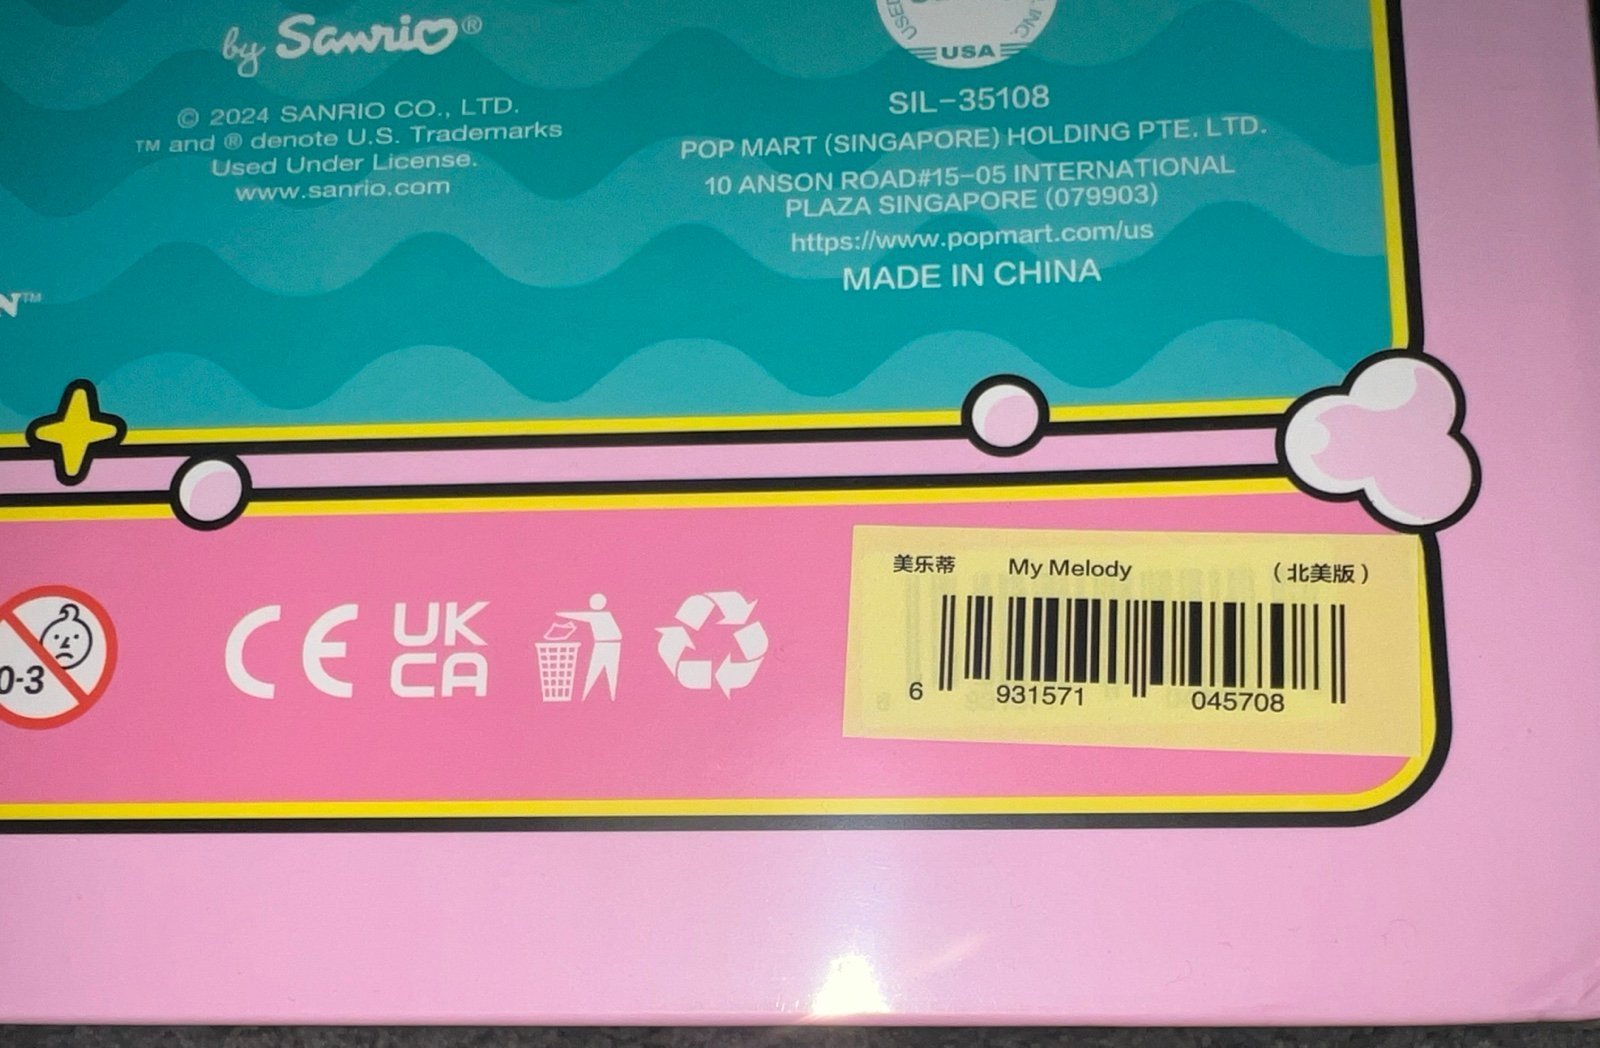 by Sanrio®
© 2024 SANRIO CO., LTD.
™ and ® denote U.S. Trademarks
Used Under License.
www.sanrio.com
USED
INC.
USA
SIL-35108
POP MART (SINGAPORE) HOLDING PTE. LTD.
10 ANSON ROAD#15-05 INTERNATIONAL
PLAZA SINGAPORE (079903)
https://www.popmart.com/us
MADE IN CHINA
N™
0-3
CE
UK
CA
美乐蒂 My Melody （北美版）
6 931571 045708